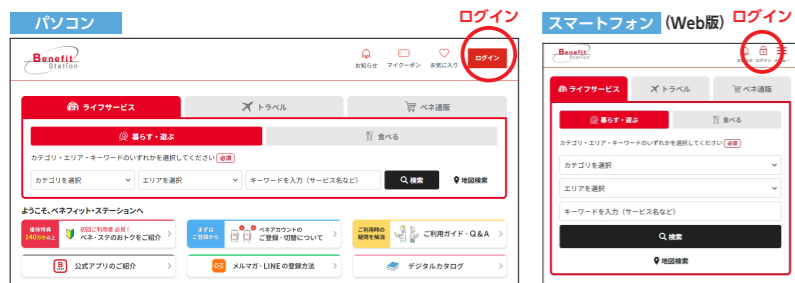 パソコン
ログイン
Benefit
Station
お知らせ マイクーポン お気に入り ログイン
ライフサービス トラベル ベネ通販
暮らす・遊ぶ 食べる
カテゴリ・エリア・キーワードのいずれかを選択してください 必須
カテゴリを選択 エリアを選択 キーワードを入力（サービス名など） 検索 地図検索
ようこそ、ベネフィット・ステーションへ
優待特典 140万件以上 初回ご利用者必見！ ベネ・ステのおトクをご紹介
まずは ご登録から ベネアカウントの ご登録・切替について
ご利用時の 疑問を解消 ご利用ガイド・Q&A
公式アプリのご紹介 メルマガ・LINEの登録方法 デジタルカタログ
スマートフォン (Web版) ログイン
Benefit
Station
ログイン
ライフサービス トラベル ベネ通販
暮らす・遊ぶ 食べる
カテゴリ・エリア・キーワードのいずれかを選択してください 必須
カテゴリを選択
エリアを選択
キーワードを入力（サービス名など）
検索
地図検索